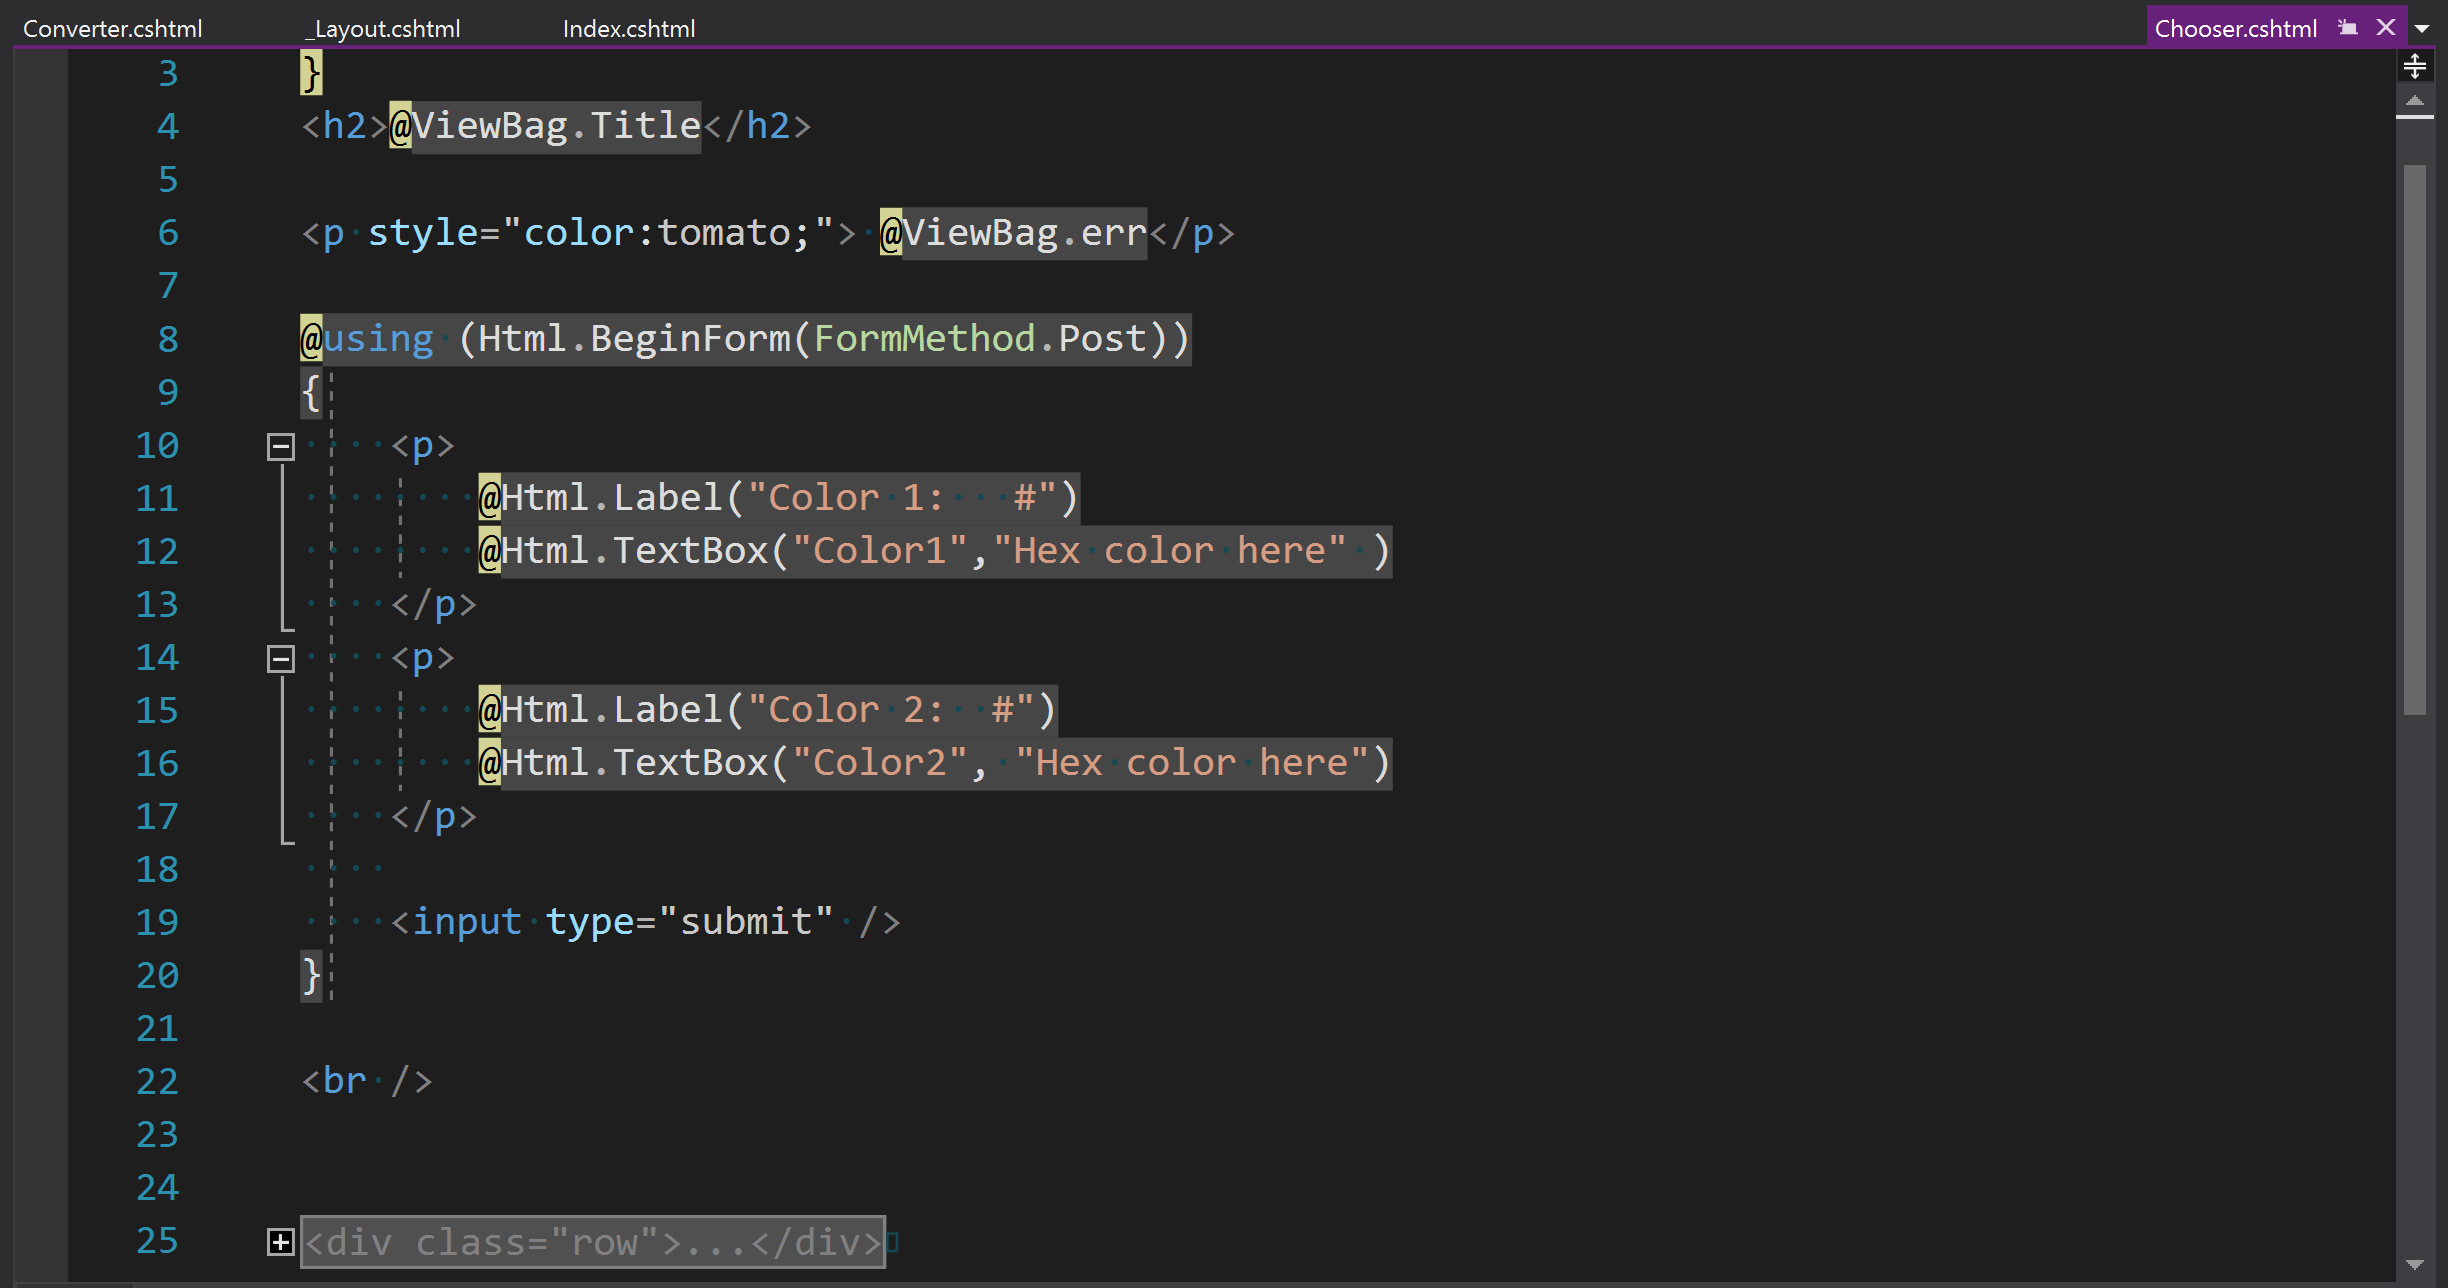 Converter.cshtml _Layout.cshtml Index.cshtml Chooser.cshtml
3 }
4 <h2>@ViewBag.Title</h2>
5
6 <p style="color:tomato;"> @ViewBag.err</p>
7
8 @using (Html.BeginForm(FormMethod.Post))
9 {
10     <p>
11         @Html.Label("Color 1:   #")
12         @Html.TextBox("Color1","Hex color here" )
13     </p>
14     <p>
15         @Html.Label("Color 2:  #")
16         @Html.TextBox("Color2", "Hex color here")
17     </p>
18
19     <input type="submit" />
20 }
21
22 <br />
23
24
25 <div class="row">...</div>